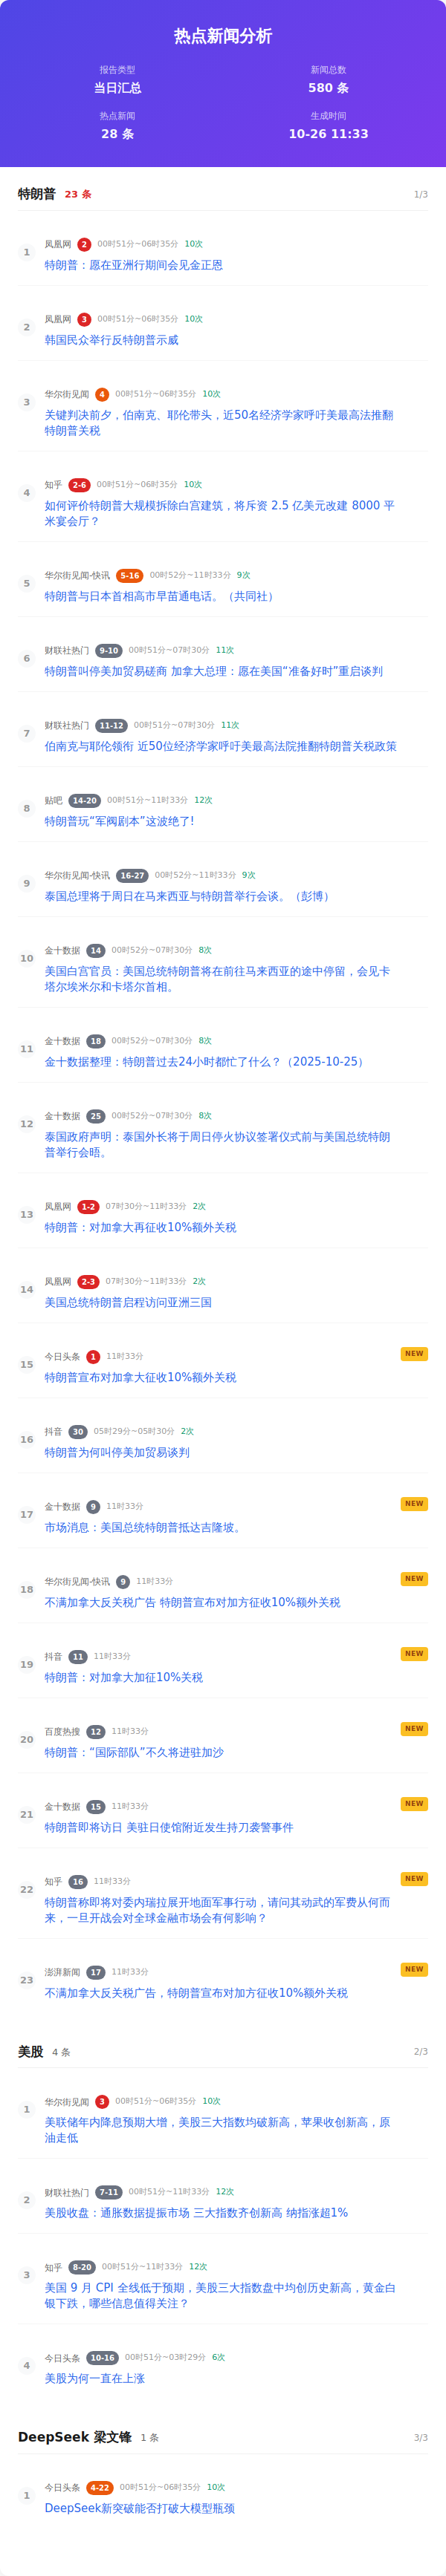 热点新闻分析
报告类型
当日汇总
新闻总数
580 条
热点新闻
28 条
生成时间
10-26 11:33
特朗普 23 条 1/3
1 凤凰网 2 00时51分~06时35分 10次
特朗普：愿在亚洲行期间会见金正恩
2 凤凰网 3 00时51分~06时35分 10次
韩国民众举行反特朗普示威
3 华尔街见闻 4 00时51分~06时35分 10次
关键判决前夕，伯南克、耶伦带头，近50名经济学家呼吁美最高法推翻
特朗普关税
4 知乎 2-6 00时51分~06时35分 10次
如何评价特朗普大规模拆除白宫建筑，将斥资 2.5 亿美元改建 8000 平
米宴会厅？
5 华尔街见闻-快讯 5-16 00时52分~11时33分 9次
特朗普与日本首相高市早苗通电话。（共同社）
6 财联社热门 9-10 00时51分~07时30分 11次
特朗普叫停美加贸易磋商 加拿大总理：愿在美国“准备好时”重启谈判
7 财联社热门 11-12 00时51分~07时30分 11次
伯南克与耶伦领衔 近50位经济学家呼吁美最高法院推翻特朗普关税政策
8 贴吧 14-20 00时51分~11时33分 12次
特朗普玩“军阀剧本”这波绝了!
9 华尔街见闻-快讯 16-27 00时52分~11时33分 9次
泰国总理将于周日在马来西亚与特朗普举行会谈。（彭博）
10 金十数据 14 00时52分~07时30分 8次
美国白宫官员：美国总统特朗普将在前往马来西亚的途中停留，会见卡
塔尔埃米尔和卡塔尔首相。
11 金十数据 18 00时52分~07时30分 8次
金十数据整理：特朗普过去24小时都忙了什么？（2025-10-25）
12 金十数据 25 00时52分~07时30分 8次
泰国政府声明：泰国外长将于周日停火协议签署仪式前与美国总统特朗
普举行会晤。
13 凤凰网 1-2 07时30分~11时33分 2次
特朗普：对加拿大再征收10%额外关税
14 凤凰网 2-3 07时30分~11时33分 2次
美国总统特朗普启程访问亚洲三国
15 今日头条 1 11时33分 NEW
特朗普宣布对加拿大征收10%额外关税
16 抖音 30 05时29分~05时30分 2次
特朗普为何叫停美加贸易谈判
17 金十数据 9 11时33分 NEW
市场消息：美国总统特朗普抵达吉隆坡。
18 华尔街见闻-快讯 9 11时33分 NEW
不满加拿大反关税广告 特朗普宣布对加方征收10%额外关税
19 抖音 11 11时33分 NEW
特朗普：对加拿大加征10%关税
20 百度热搜 12 11时33分 NEW
特朗普：“国际部队”不久将进驻加沙
21 金十数据 15 11时33分 NEW
特朗普即将访日 美驻日使馆附近发生持刀袭警事件
22 知乎 16 11时33分 NEW
特朗普称即将对委内瑞拉展开地面军事行动，请问其动武的军费从何而
来，一旦开战会对全球金融市场会有何影响？
23 澎湃新闻 17 11时33分 NEW
不满加拿大反关税广告，特朗普宣布对加方征收10%额外关税
美股 4 条 2/3
1 华尔街见闻 3 00时51分~06时35分 10次
美联储年内降息预期大增，美股三大指数均破新高，苹果收创新高，原
油走低
2 财联社热门 7-11 00时51分~11时33分 12次
美股收盘：通胀数据提振市场 三大指数齐创新高 纳指涨超1%
3 知乎 8-20 00时51分~11时33分 12次
美国 9 月 CPI 全线低于预期，美股三大指数盘中均创历史新高，黄金白
银下跌，哪些信息值得关注？
4 今日头条 10-16 00时51分~03时29分 6次
美股为何一直在上涨
DeepSeek 梁文锋 1 条 3/3
1 今日头条 4-22 00时51分~06时35分 10次
DeepSeek新突破能否打破大模型瓶颈